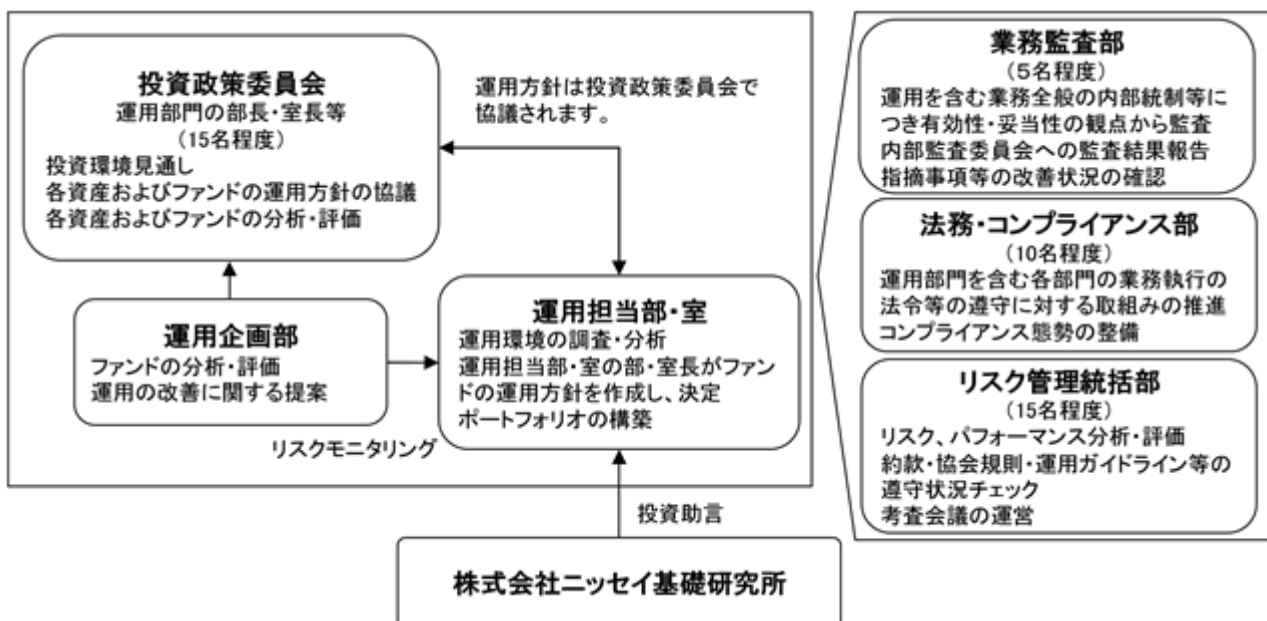 投資政策委員会
運用部門の部長・室長等
（15名程度）
投資環境見通し
各資産およびファンドの運用方針の協議
各資産およびファンドの分析・評価
運用方針は投資政策委員会で
協議されます。
運用企画部
ファンドの分析・評価
運用の改善に関する提案
リスクモニタリング
運用担当部・室
運用環境の調査・分析
運用担当部・室の部・室長がファン
ドの運用方針を作成し、決定
ポートフォリオの構築
投資助言
株式会社ニッセイ基礎研究所
業務監査部
（５名程度）
運用を含む業務全般の内部統制等に
つき有効性・妥当性の観点から監査
内部監査委員会への監査結果報告
指摘事項等の改善状況の確認
法務・コンプライアンス部
（10名程度）
運用部門を含む各部門の業務執行の
法令等の遵守に対する取組みの推進
コンプライアンス態勢の整備
リスク管理統括部
（15名程度）
リスク、パフォーマンス分析・評価
約款・協会規則・運用ガイドライン等の
遵守状況チェック
考査会議の運営